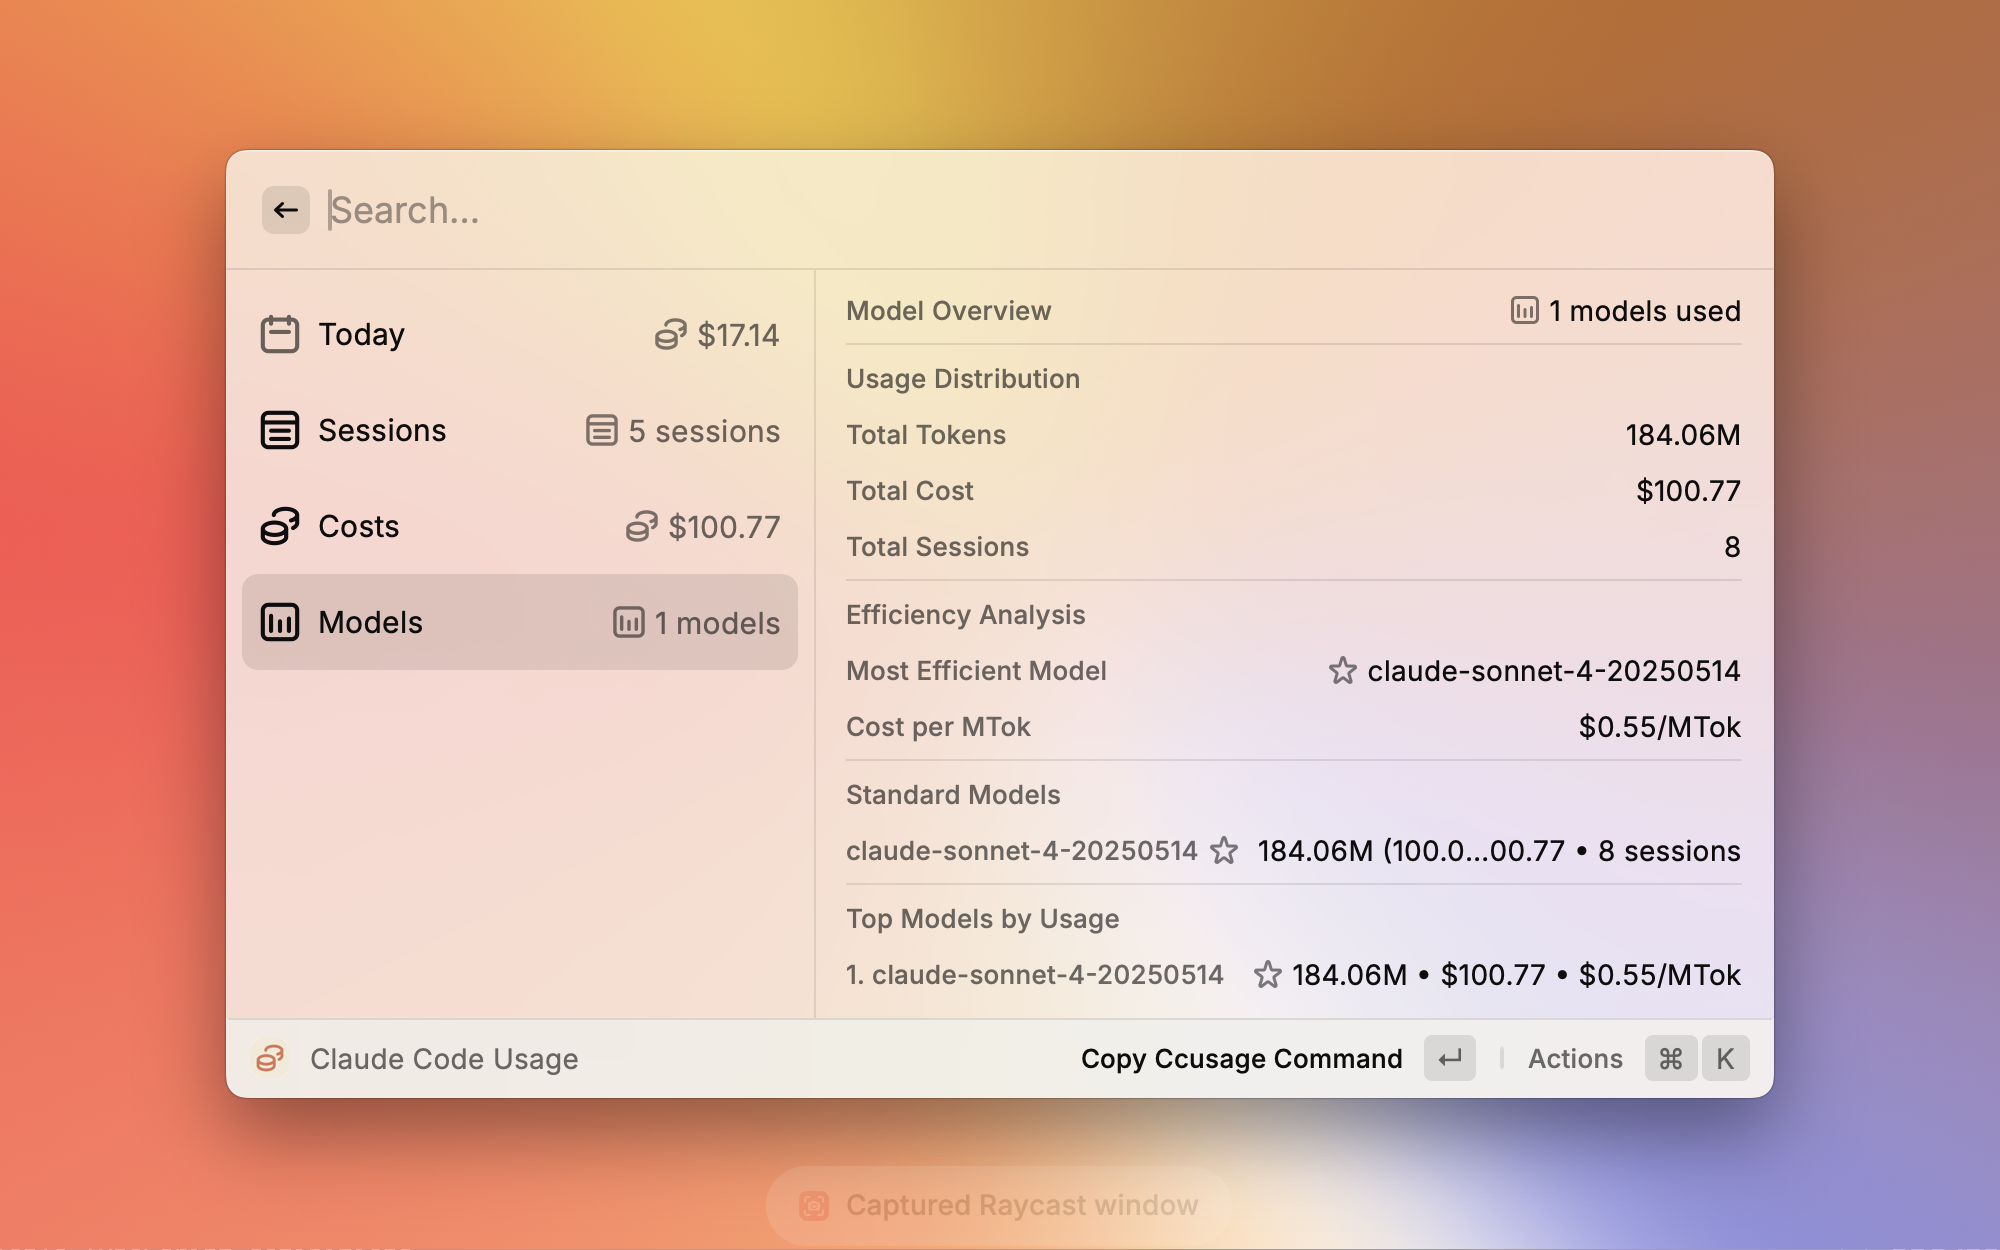 Search...
Today $17.14
Sessions 5 sessions
Costs $100.77
Models 1 models
Model Overview 1 models used
Usage Distribution
Total Tokens 184.06M
Total Cost $100.77
Total Sessions 8
Efficiency Analysis
Most Efficient Model claude-sonnet-4-20250514
Cost per MTok $0.55/MTok
Standard Models
claude-sonnet-4-20250514 184.06M (100.0...00.77 • 8 sessions
Top Models by Usage
1. claude-sonnet-4-20250514 184.06M • $100.77 • $0.55/MTok
Claude Code Usage Copy Ccusage Command ↵ Actions ⌘ K
Captured Raycast window